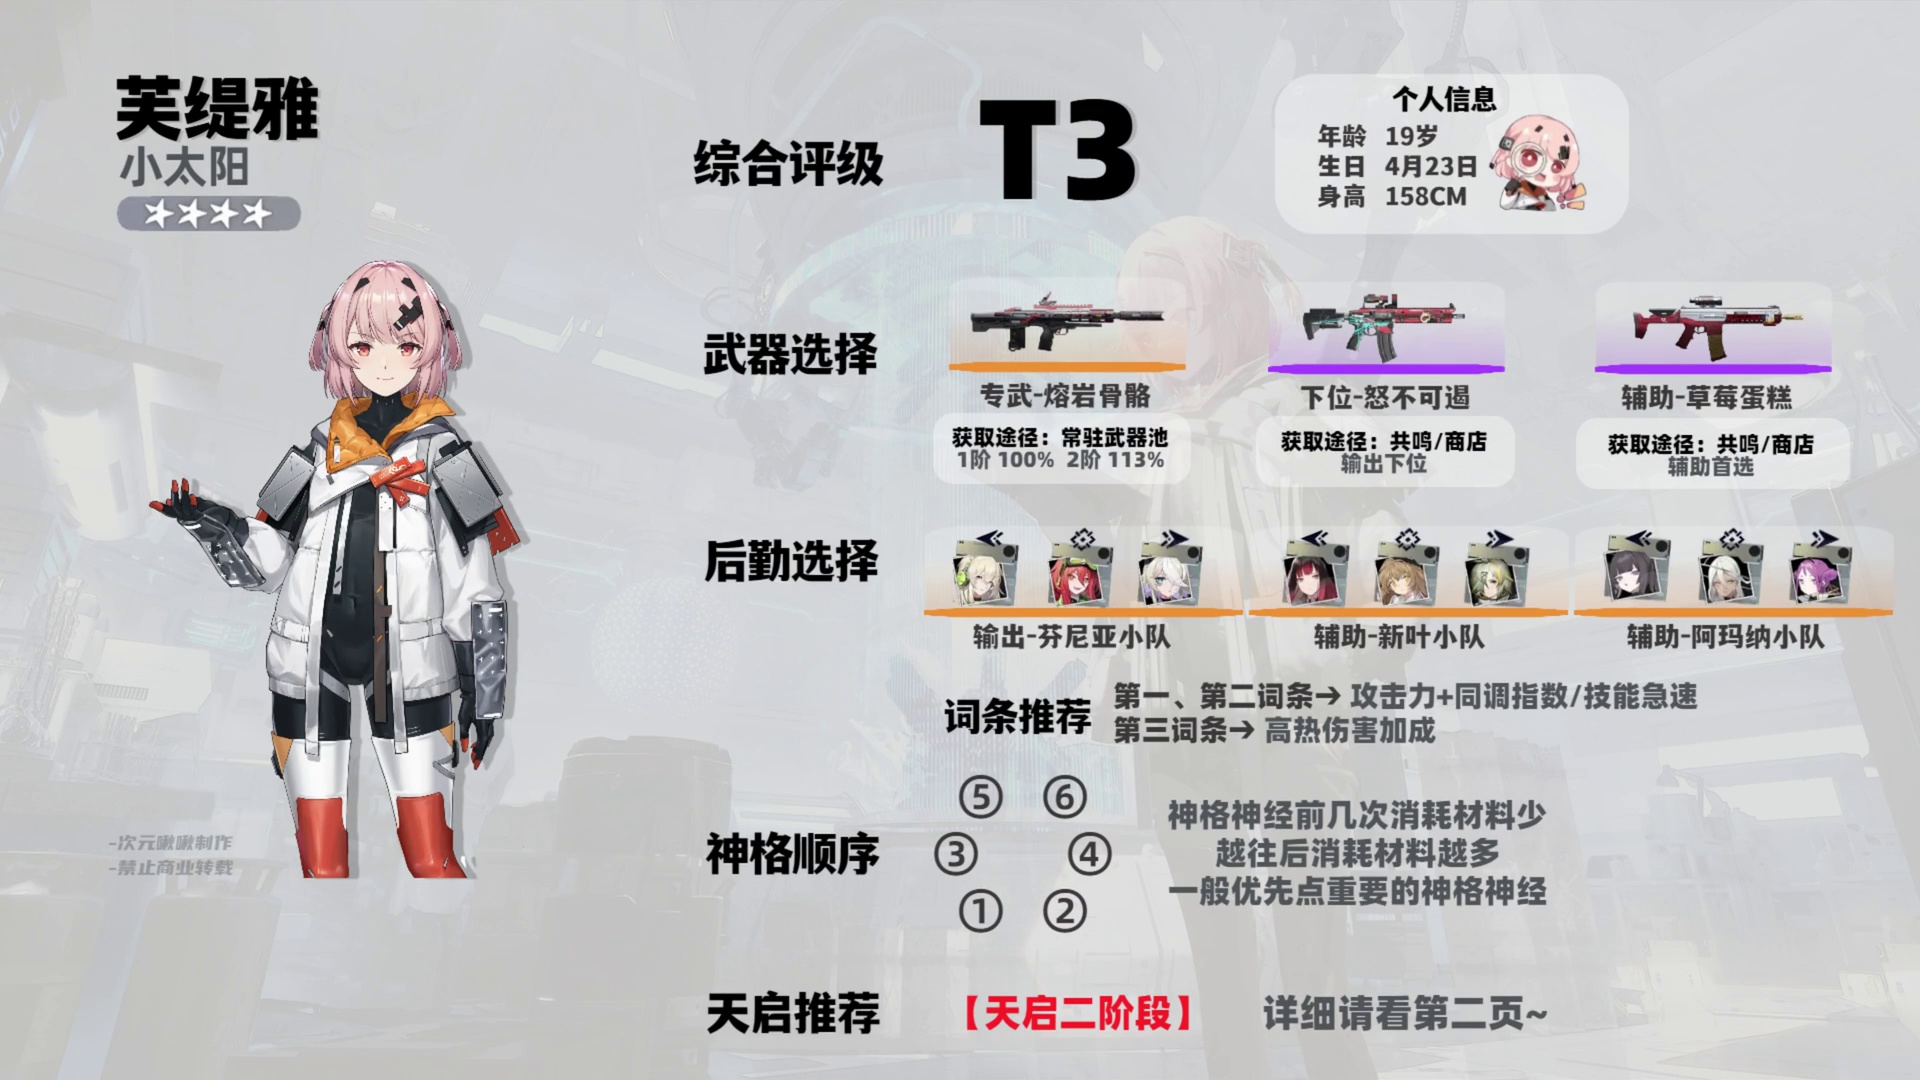 芙缇雅
小太阳
综合评级
T3
个人信息
年龄 19岁
生日 4月23日
身高 158CM
武器选择
专武-熔岩骨骼
获取途径：常驻武器池
1阶 100% 2阶 113%
下位-怒不可遏
获取途径：共鸣/商店
输出下位
辅助-草莓蛋糕
获取途径：共鸣/商店
辅助首选
后勤选择
输出-芬尼亚小队
辅助-新叶小队
辅助-阿玛纳小队
词条推荐
第一、第二词条→ 攻击力+同调指数/技能急速
第三词条→ 高热伤害加成
神格顺序
⑤ ⑥
③ ④
① ②
神格神经前几次消耗材料少
越往后消耗材料越多
一般优先点重要的神格神经
-次元瞅瞅制作
-禁止商业转载
天启推荐
【天启二阶段】
详细请看第二页~